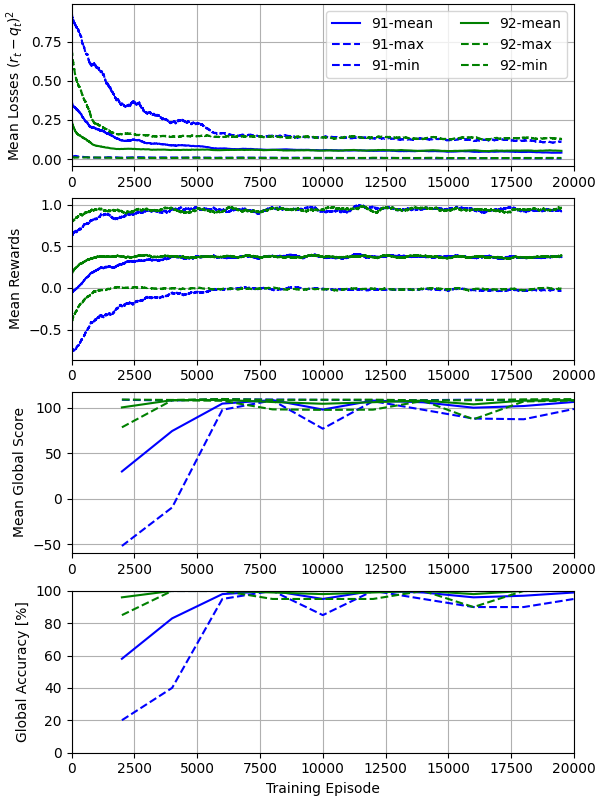 Mean Losses (r_t − q_t)^2
0.75
0.50
0.25
0.00
91-mean
91-max
91-min
92-mean
92-max
92-min
0 2500 5000 7500 10000 12500 15000 17500 20000
Mean Rewards
1.0
0.5
0.0
−0.5
0 2500 5000 7500 10000 12500 15000 17500 20000
Mean Global Score
100
50
0
−50
0 2500 5000 7500 10000 12500 15000 17500 20000
Global Accuracy [%]
100
80
60
40
20
0
0 2500 5000 7500 10000 12500 15000 17500 20000
Training Episode